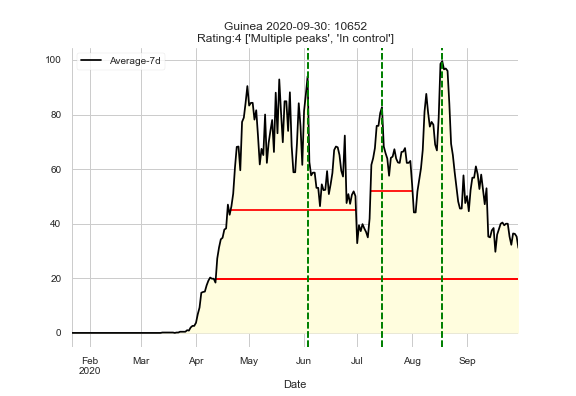 Guinea 2020-09-30: 10652
Rating:4 ['Multiple peaks', 'In control']
Average-7d
100
80
60
40
20
0
Feb Mar Apr May Jun Jul Aug Sep
2020
Date